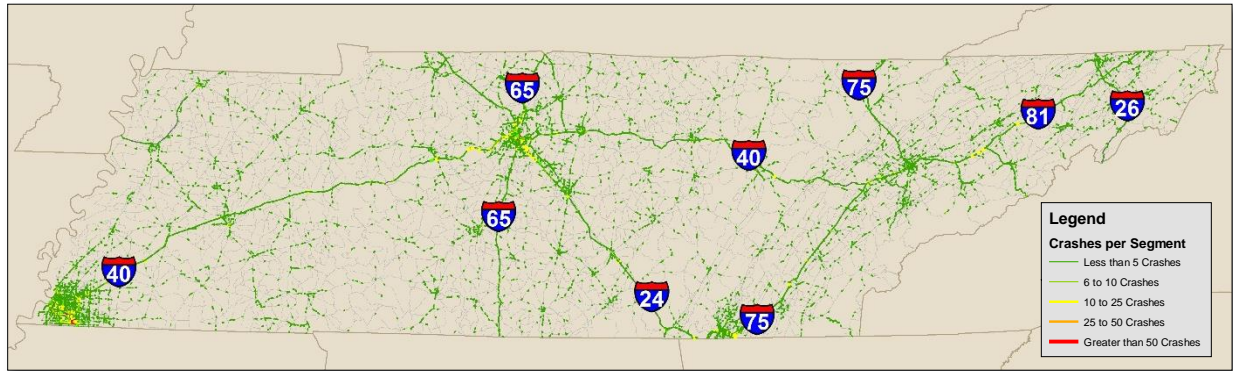 65
75
81
26
40
65
40
24
75
Legend
Crashes per Segment
Less than 5 Crashes
6 to 10 Crashes
10 to 25 Crashes
25 to 50 Crashes
Greater than 50 Crashes